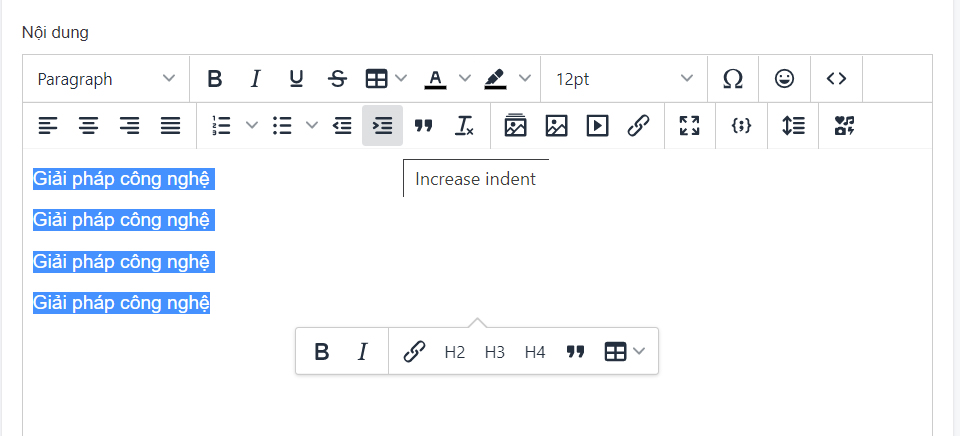 Nội dung
Paragraph B I U S A 12pt Ω
Increase indent
Giải pháp công nghệ
Giải pháp công nghệ
Giải pháp công nghệ
Giải pháp công nghệ
B I H2 H3 H4